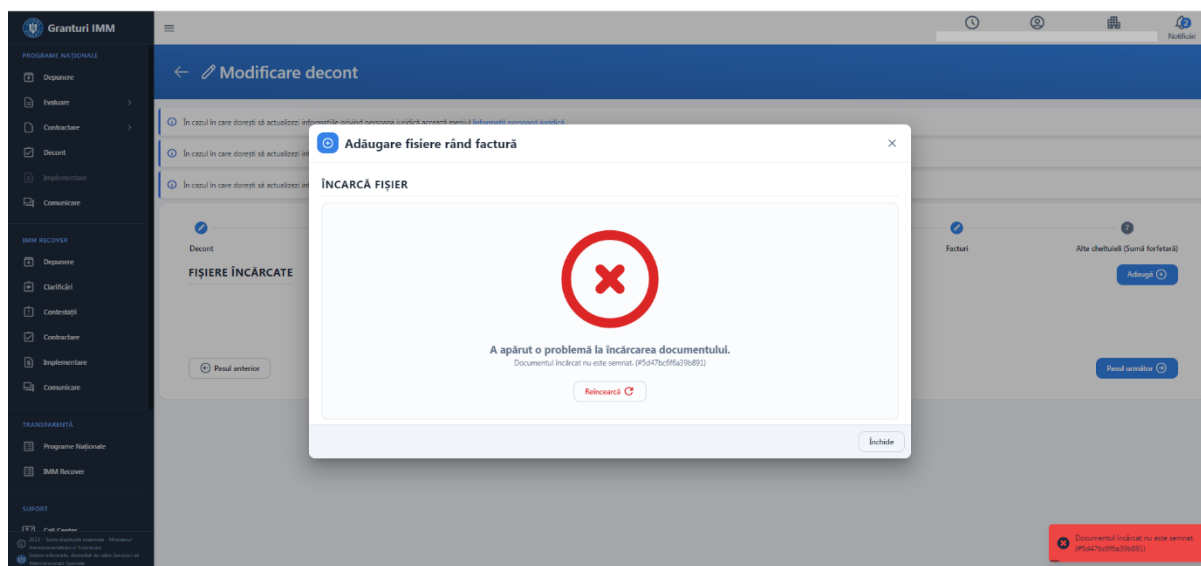 Granturi IMM
Notificări
PROGRAME NAȚIONALE
Depunere
Evaluare
Contractare
Decont
Implementare
Comunicare
IMM RECOVER
Depunere
Clarificări
Contestații
Contractare
Implementare
Comunicare
TRANSPARENȚĂ
Programe Naționale
IMM Recover
SUPORT
Call Center
Modificare decont
În cazul în care dorești să actualizezi informațiile privind persoana juridică accesă meniul Informații persoană juridică
În cazul în care dorești să actualizezi
În cazul în care dorești să actualizezi
Decont
Facturi
7
Alte cheltuieli (Sumă forfetară)
FIȘIERE ÎNCĂRCATE
Adaugă
Pasul anterior
Pasul următor
Adăugare fisiere rând factură
ÎNCARCĂ FIȘIER
A apărut o problemă la încărcarea documentului.
Documentul încărcat nu este semnat. (#5d47bc6f6a39b891)
Reîncearcă
Închide
Documentul încărcat nu este semnat.
(#5d47bc6f6a39b891)